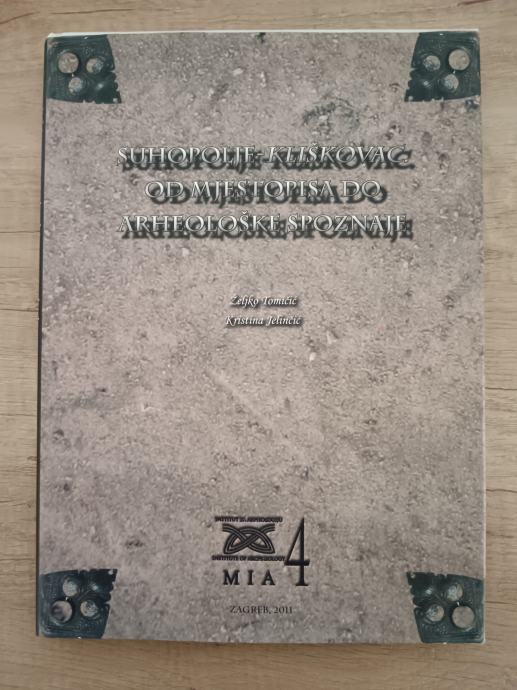 SUHOPOLJE-KLIŠKOVAC.
OD MJESTOPISA DO
ARHEOLOŠKE SPOZNAJE
Željko Tomičić
Kristina Jelinčić
INSTITUT ZA ARHEOLOGIJU
INSTITUTE OF ARCHAEOLOGY
MIA 4
ZAGREB, 2011